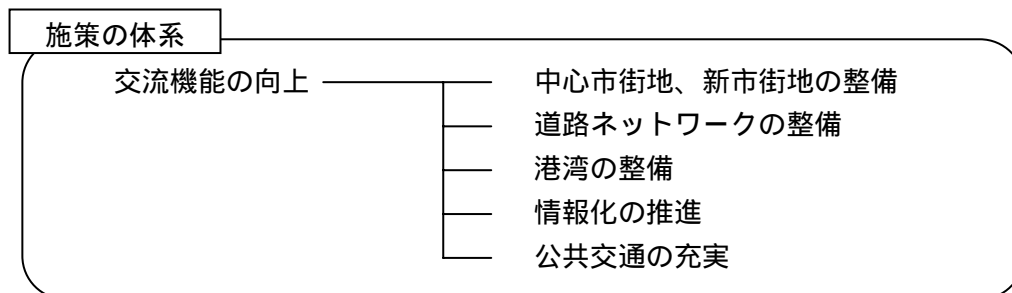 施策の体系
交流機能の向上
中心市街地、新市街地の整備
道路ネットワークの整備
港湾の整備
情報化の推進
公共交通の充実